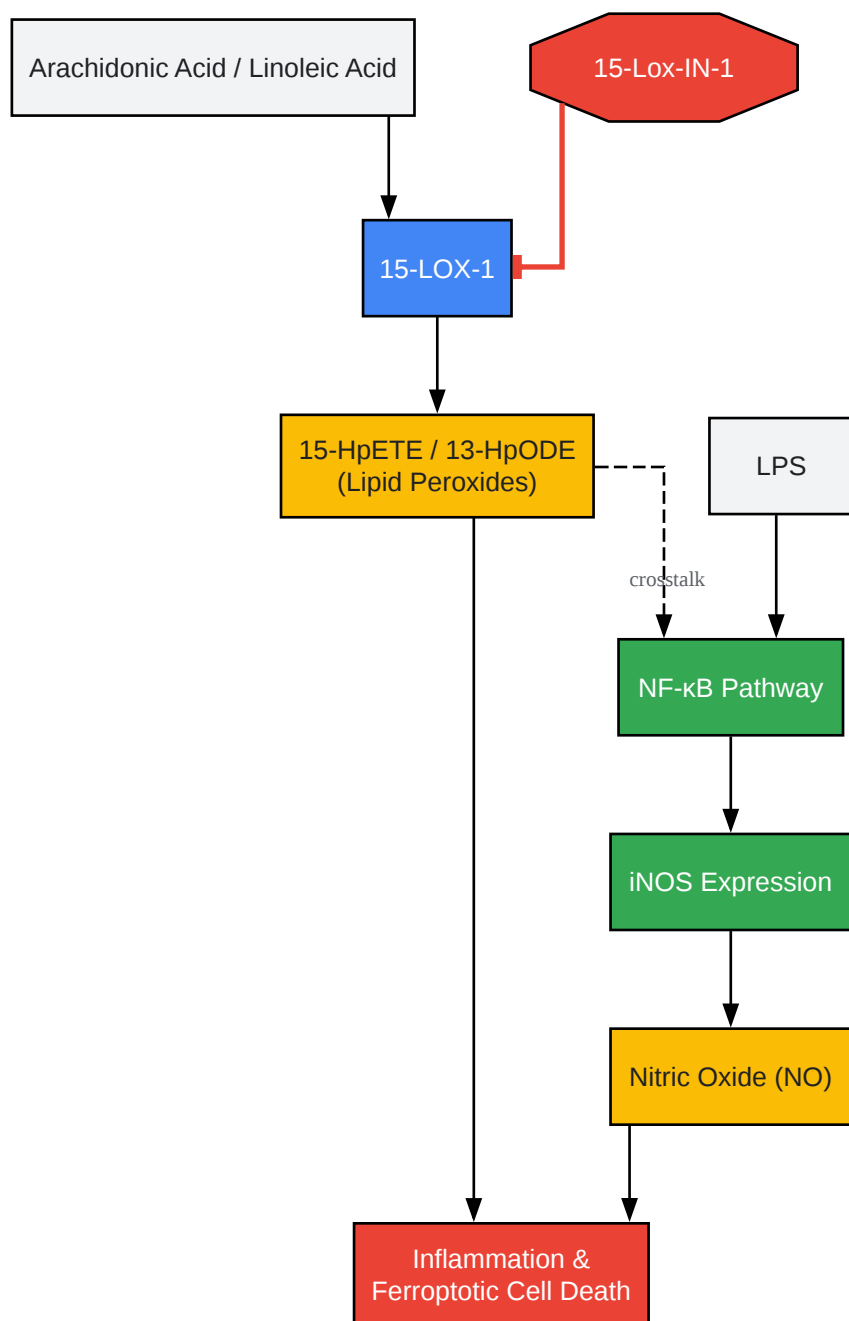 Arachidonic Acid / Linoleic Acid
15-Lox-IN-1
15-LOX-1
15-HpETE / 13-HpODE
(Lipid Peroxides)
LPS
crosstalk
NF-κB Pathway
iNOS Expression
Nitric Oxide (NO)
Inflammation &
Ferroptotic Cell Death